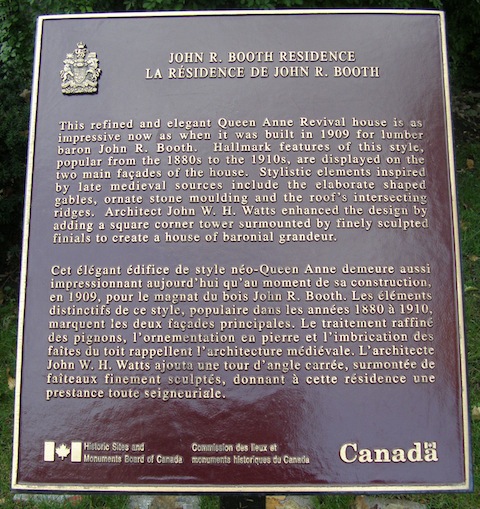 JOHN R. BOOTH RESIDENCE
LA RÉSIDENCE DE JOHN R. BOOTH
This refined and elegant Queen Anne Revival house is as
impressive now as when it was built in 1909 for lumber
baron John R. Booth. Hallmark features of this style,
popular from the 1880s to the 1910s, are displayed on the
two main façades of the house. Stylistic elements inspired
by late medieval sources include the elaborate shaped
gables, ornate stone moulding and the roof's intersecting
ridges. Architect John W. H. Watts enhanced the design by
adding a square corner tower surmounted by finely sculpted
finials to create a house of baronial grandeur.
Cet élégant édifice de style néo-Queen Anne demeure aussi
impressionnant aujourd'hui qu'au moment de sa construction,
en 1909, pour le magnat du bois John R. Booth. Les éléments
distinctifs de ce style, populaire dans les années 1880 à 1910,
marquent les deux façades principales. Le traitement raffiné
des pignons, l'ornementation en pierre et l'imbrication des
faîtes du toit rappellent l'architecture médiévale. L'architecte
John W. H. Watts ajouta une tour d'angle carrée, surmontée de
faîteaux finement sculptés, donnant à cette résidence une
prestance toute seigneuriale.
Historic Sites and
Monuments Board of Canada
Commission des lieux et
monuments historiques du Canada
Canada